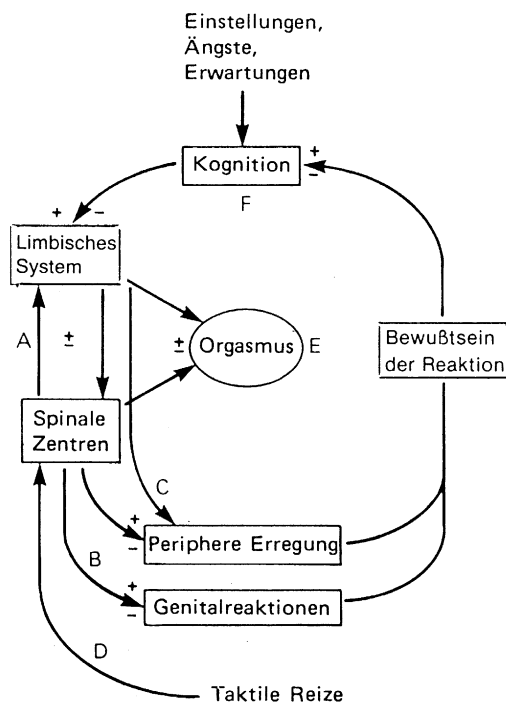 Einstellungen,
Ängste,
Erwartungen
+
Kognition
−
F
+ −
Limbisches
System
A
±
± Orgasmus E
Bewußtsein
der Reaktion
Spinale
Zentren
C
+
− Periphere Erregung
B
+
− Genitalreaktionen
D
Taktile Reize